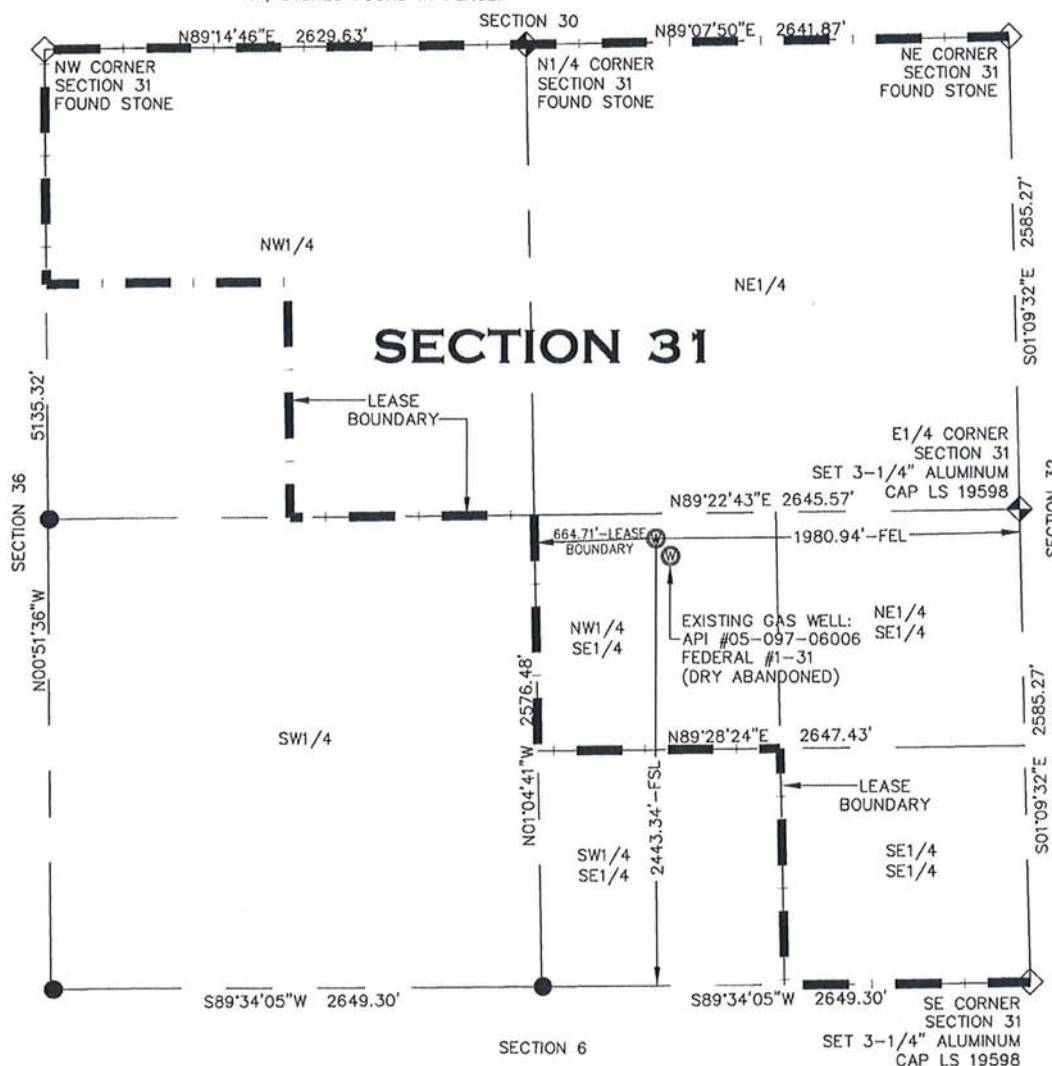 SECTION 30
N89°14'46"E 2629.63'
N89°07'50"E 2641.87'
NW CORNER
SECTION 31
FOUND STONE
N1/4 CORNER
SECTION 31
FOUND STONE
NE CORNER
SECTION 31
FOUND STONE
S01°09'32"E 2585.27'
NW1/4
NE1/4
SECTION 31
LEASE
BOUNDARY
5135.32'
N00°51'36"W
SECTION 36
E1/4 CORNER
SECTION 31
SET 3-1/4" ALUMINUM
CAP LS 19598
N89°22'43"E 2645.57'
664.71'-LEASE
BOUNDARY
W
W
1980.94'-FEL
EXISTING GAS WELL:
API #05-097-06006
FEDERAL #1-31
(DRY ABANDONED)
NW1/4
SE1/4
NE1/4
SE1/4
N01°04'41"W 2576.48'
SW1/4
N89°28'24"E 2647.43'
S01°09'32"E 2585.27'
2443.34'-FSL
LEASE
BOUNDARY
SW1/4
SE1/4
SE1/4
SE1/4
S89°34'05"W 2649.30'
S89°34'05"W 2649.30'
SE CORNER
SECTION 31
SET 3-1/4" ALUMINUM
CAP LS 19598
SECTION 6